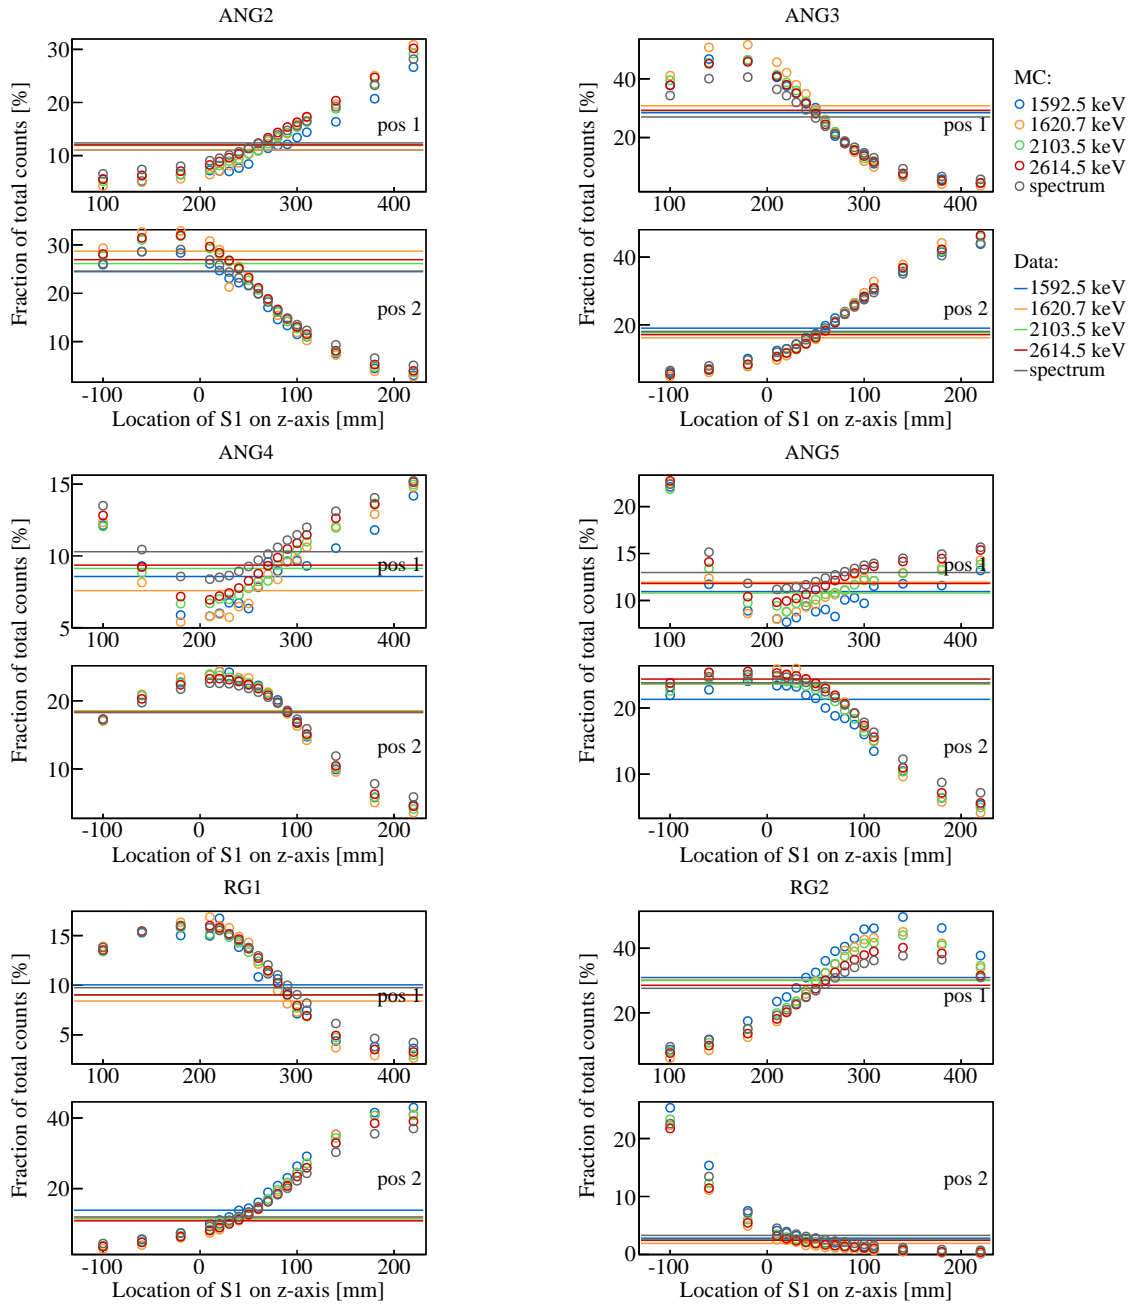 ANG2
Fraction of total counts [%]
30
20
10
pos 1
100 200 300 400
30
20
10
pos 2
-100 0 100 200
Location of S1 on z-axis [mm]
ANG3
Fraction of total counts [%]
40
20
pos 1
100 200 300 400
40
20
pos 2
-100 0 100 200
Location of S1 on z-axis [mm]
MC:
1592.5 keV
1620.7 keV
2103.5 keV
2614.5 keV
spectrum
Data:
1592.5 keV
1620.7 keV
2103.5 keV
2614.5 keV
spectrum
ANG4
Fraction of total counts [%]
15
10
5
pos 1
100 200 300 400
20
10
pos 2
-100 0 100 200
Location of S1 on z-axis [mm]
ANG5
Fraction of total counts [%]
20
15
10
pos 1
100 200 300 400
20
10
pos 2
-100 0 100 200
Location of S1 on z-axis [mm]
RG1
Fraction of total counts [%]
15
10
5
pos 1
100 200 300 400
40
20
pos 2
-100 0 100 200
Location of S1 on z-axis [mm]
RG2
Fraction of total counts [%]
40
20
pos 1
100 200 300 400
20
10
0
pos 2
-100 0 100 200
Location of S1 on z-axis [mm]